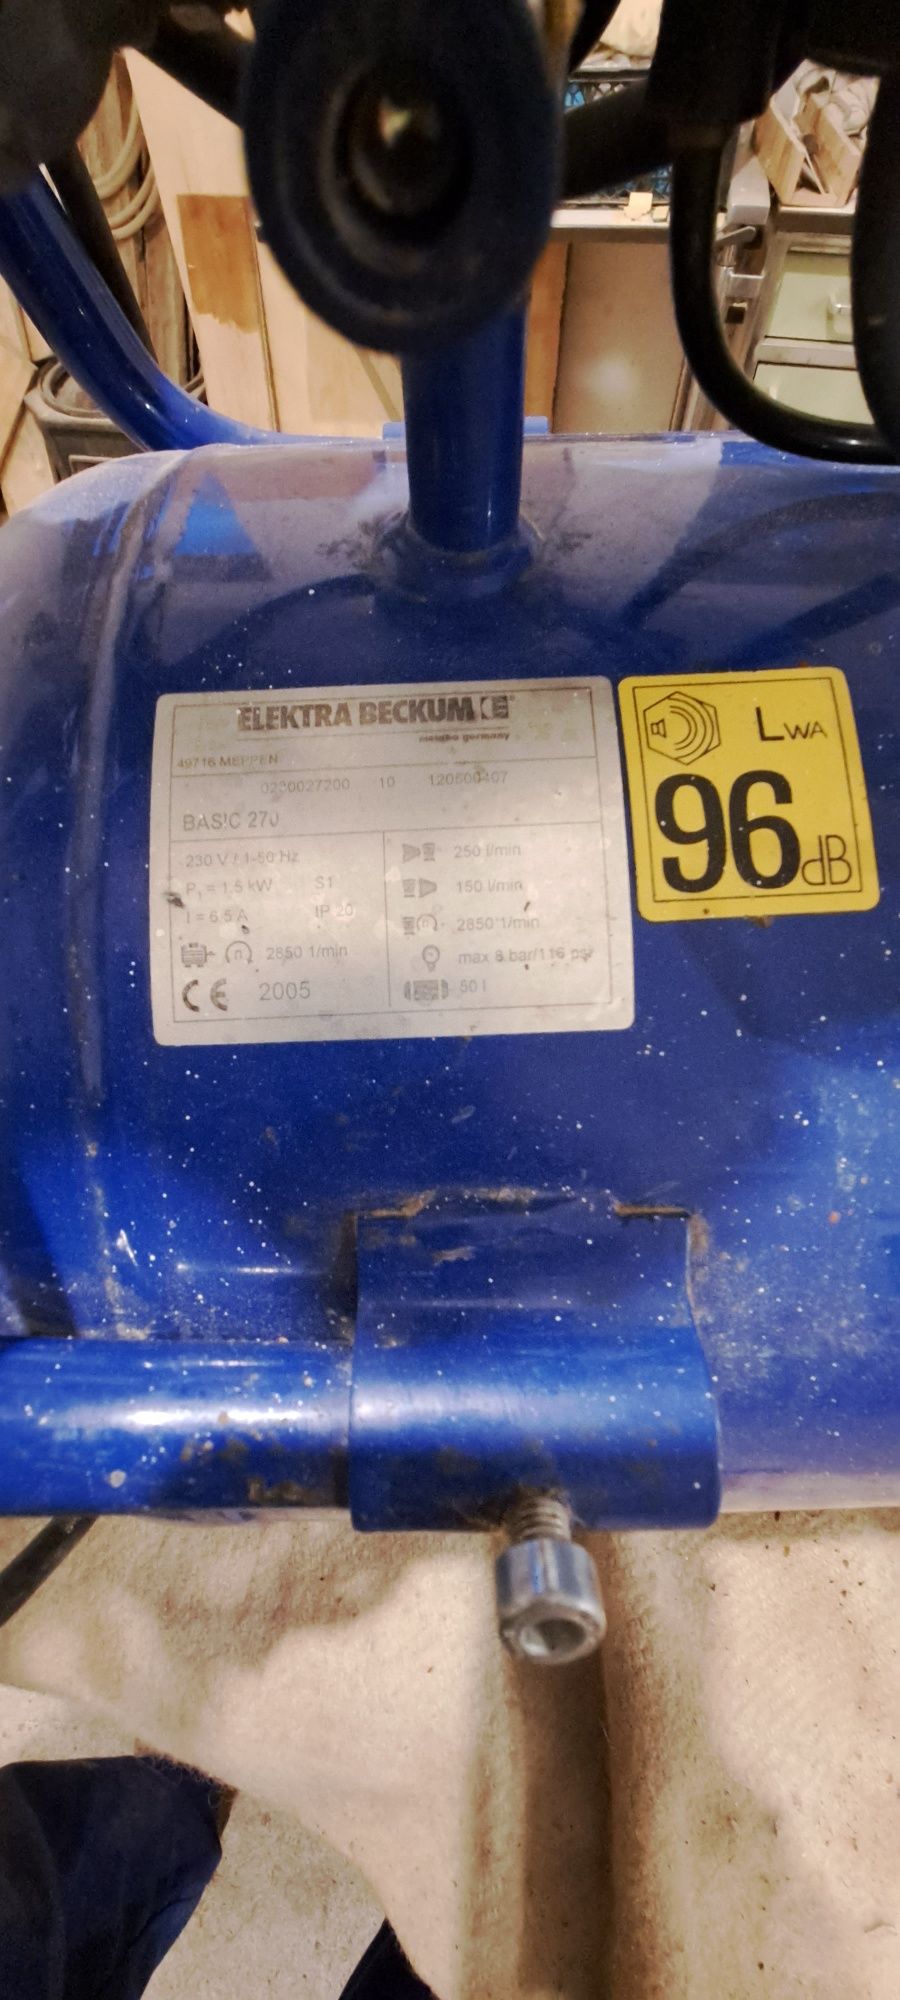 ELEKTRA BECKUM
metabo germany
49716 MEPPEN
0230027200 10
BASIC 270
230 V / 1-50 Hz
P₁ = 1,5 kW S1
I = 6,5 A IP 20
n 2850 1/min
CE 2005
250 l/min
150 l/min
n 2850 1/min
max 8 bar/116 psi
50 l
LWA
96dB